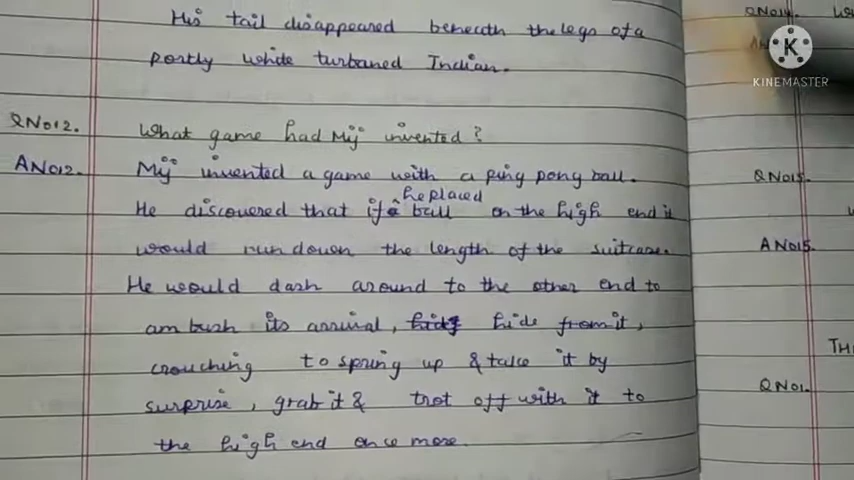 His tail disappeared beneath the legs of a
portly white turbaned Indian.
QNo12. What game had Mij invented?
ANo12. Mij invented a game with a ping pong ball.
he placed
He discovered that if a ball on the high end it
would run down the length of the suitcase.
He would dash around to the other end to
ambush its arrival, hide from it,
crouching to spring up & take it by
surprise, grab it & trot off with it to
the high end once more.
QNo14.
QNo15.
ANo15.
TH
QNo1.
KINEMASTER